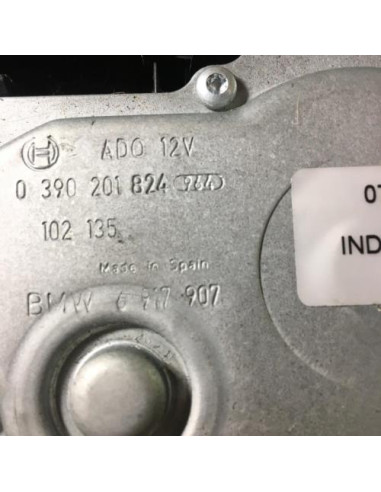 ADO 12V
0 390 201 824
102 135
Made in Spain
BMW 6 917 907
07
IND